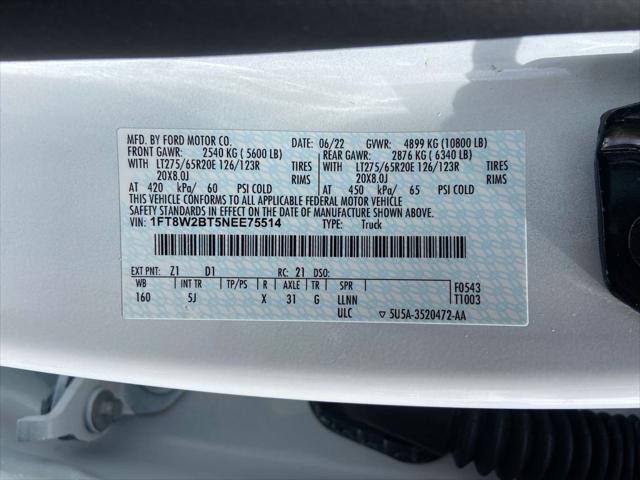 MFD. BY FORD MOTOR CO. DATE: 06/22 GVWR: 4899 KG (10800 LB)
FRONT GAWR: 2540 KG ( 5600 LB) REAR GAWR: 2876 KG ( 6340 LB)
WITH LT275/65R20E 126/123R TIRES WITH LT275/65R20E 126/123R TIRES
20X8.0J RIMS 20X8.0J RIMS
AT 420 kPa/ 60 PSI COLD AT 450 kPa/ 65 PSI COLD
THIS VEHICLE CONFORMS TO ALL APPLICABLE FEDERAL MOTOR VEHICLE
SAFETY STANDARDS IN EFFECT ON THE DATE OF MANUFACTURE SHOWN ABOVE.
VIN: 1FT8W2BT5NEE75514 TYPE: Truck
EXT PNT: Z1 D1 RC: 21 DSO: F0543
WB INT TR TP/PS R AXLE TR SPR T1003
160 5J X 31 G LLNN
ULC ▽ 5U5A-3520472-AA